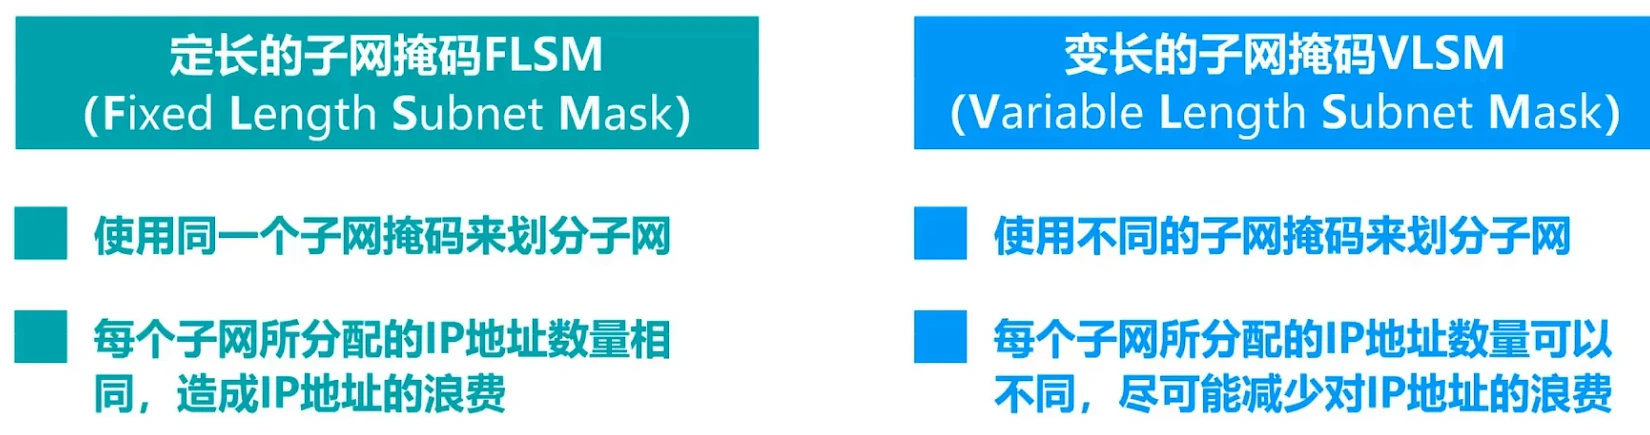 定长的子网掩码FLSM
(Fixed Length Subnet Mask)
使用同一个子网掩码来划分子网
每个子网所分配的IP地址数量相
同，造成IP地址的浪费
变长的子网掩码VLSM
(Variable Length Subnet Mask)
使用不同的子网掩码来划分子网
每个子网所分配的IP地址数量可以
不同，尽可能减少对IP地址的浪费